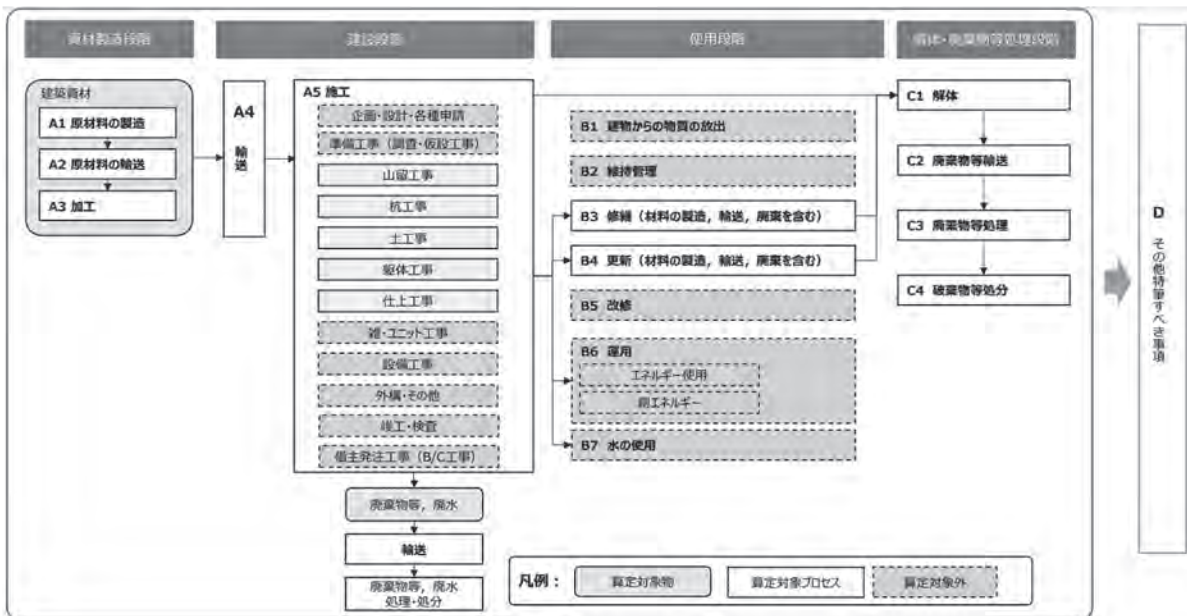 資材製造段階
建設段階
使用段階
解体・廃棄物等処理段階
建築資材
A1 原材料の製造
A2 原材料の輸送
A3 加工
A4
輸送
A5 施工
企画・設計・各種申請
準備工事（調査・仮設工事）
山留工事
杭工事
土工事
躯体工事
仕上工事
雑・ユニット工事
設備工事
外構・その他
竣工・検査
借主発注工事（B/C工事）
廃棄物等，廃水
輸送
廃棄物等，廃水
処理・処分
B1 建物からの物質の放出
B2 維持管理
B3 修繕（材料の製造，輸送，廃棄を含む）
B4 更新（材料の製造，輸送，廃棄を含む）
B5 改修
B6 運用
エネルギー使用
創エネルギー
B7 水の使用
C1 解体
C2 廃棄物等輸送
C3 廃棄物等処理
C4 破棄物等処分
D その他特筆すべき事項
凡例：
算定対象物
算定対象プロセス
算定対象外